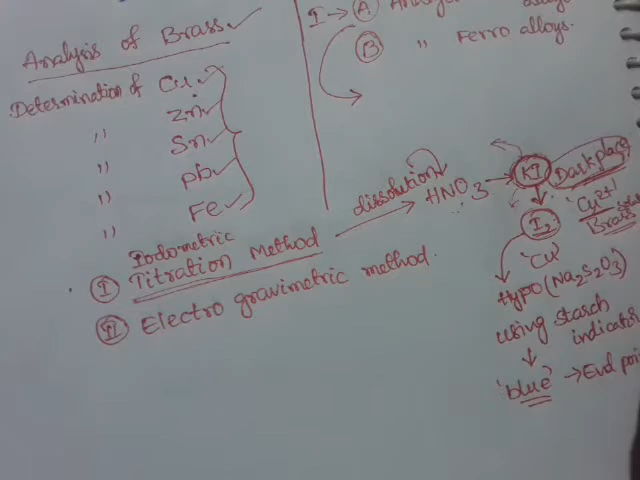 Analysis of Brass
Determination of Cu
" Zn
" Sn
" Pb
" Fe
Iodometric
I Titration Method
II Electro gravimetric method.
I → A
B " Ferro alloys.
dissolution
HNO3 → KI Dark place
Cu2+
Brass
I2
'Cu'
Hypo (Na2S2O3)
using starch
indicator
↓
'blue' → End poi